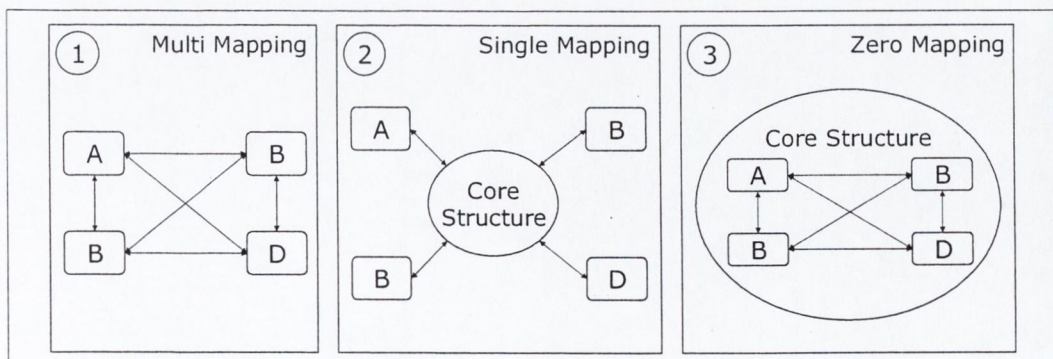 1 Multi Mapping
A B
B D
2 Single Mapping
A B
Core
Structure
B D
3 Zero Mapping
Core Structure
A B
B D